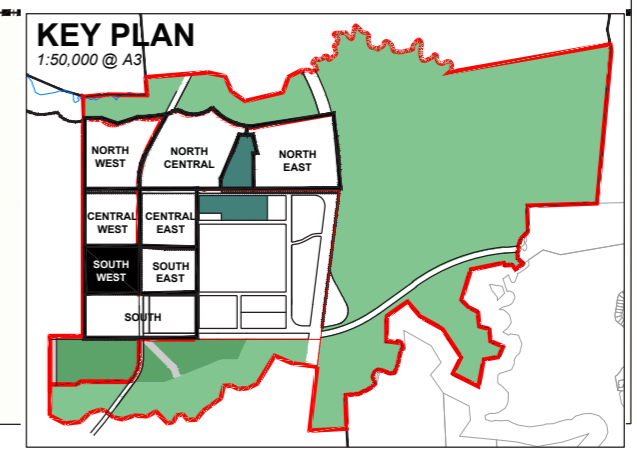 KEY PLAN
1:50,000 @ A3
NORTH
WEST
NORTH
CENTRAL
NORTH
EAST
CENTRAL
WEST
CENTRAL
EAST
SOUTH
WEST
SOUTH
EAST
SOUTH